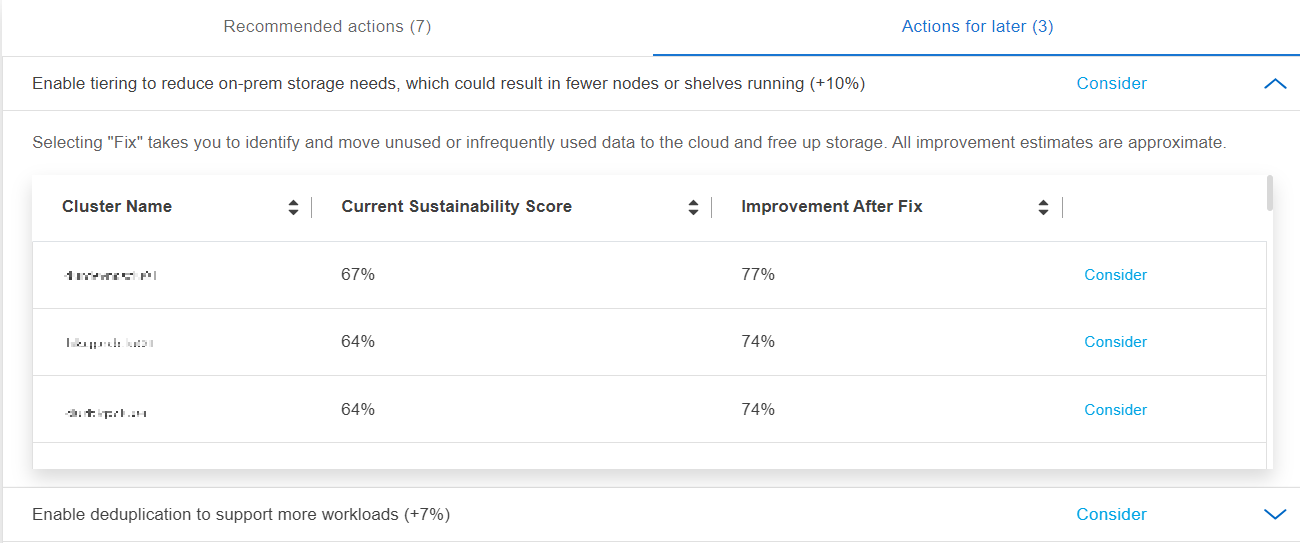 Recommended actions (7)
Actions for later (3)
Enable tiering to reduce on-prem storage needs, which could result in fewer nodes or shelves running (+10%)
Consider
Selecting "Fix" takes you to identify and move unused or infrequently used data to the cloud and free up storage. All improvement estimates are approximate.
Cluster Name
Current Sustainability Score
Improvement After Fix
67%
77%
Consider
64%
74%
Consider
64%
74%
Consider
Enable deduplication to support more workloads (+7%)
Consider